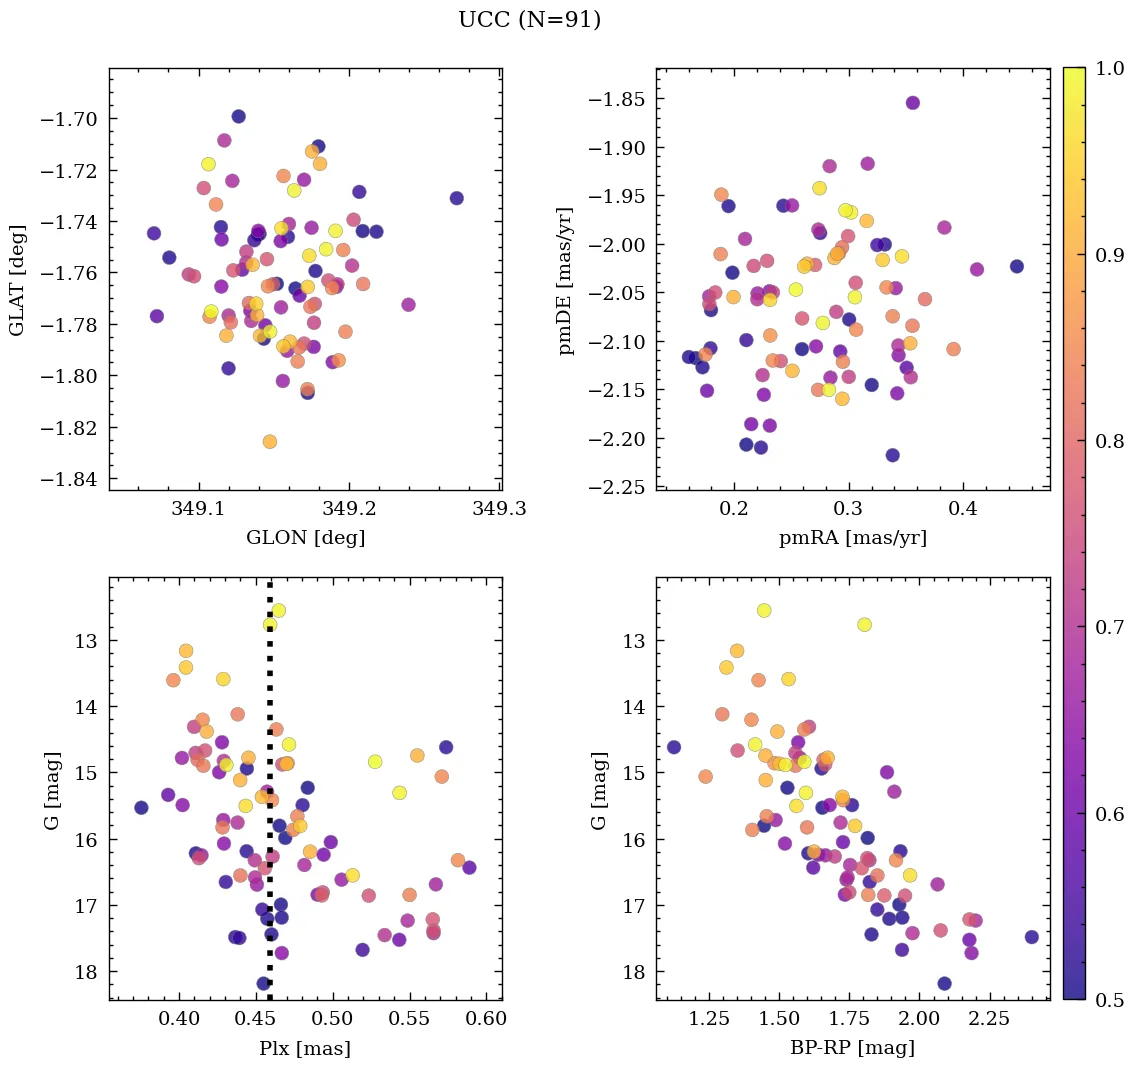 UCC (N=91)
−1.70
−1.72
−1.74
−1.76
−1.78
−1.80
−1.82
−1.84
GLAT [deg]
349.1 349.2 349.3
GLON [deg]
−1.85
−1.90
−1.95
−2.00
−2.05
−2.10
−2.15
−2.20
−2.25
pmDE [mas/yr]
0.2 0.3 0.4
pmRA [mas/yr]
13
14
15
16
17
18
G [mag]
0.40 0.45 0.50 0.55 0.60
Plx [mas]
13
14
15
16
17
18
G [mag]
1.25 1.50 1.75 2.00 2.25
BP-RP [mag]
1.0
0.9
0.8
0.7
0.6
0.5